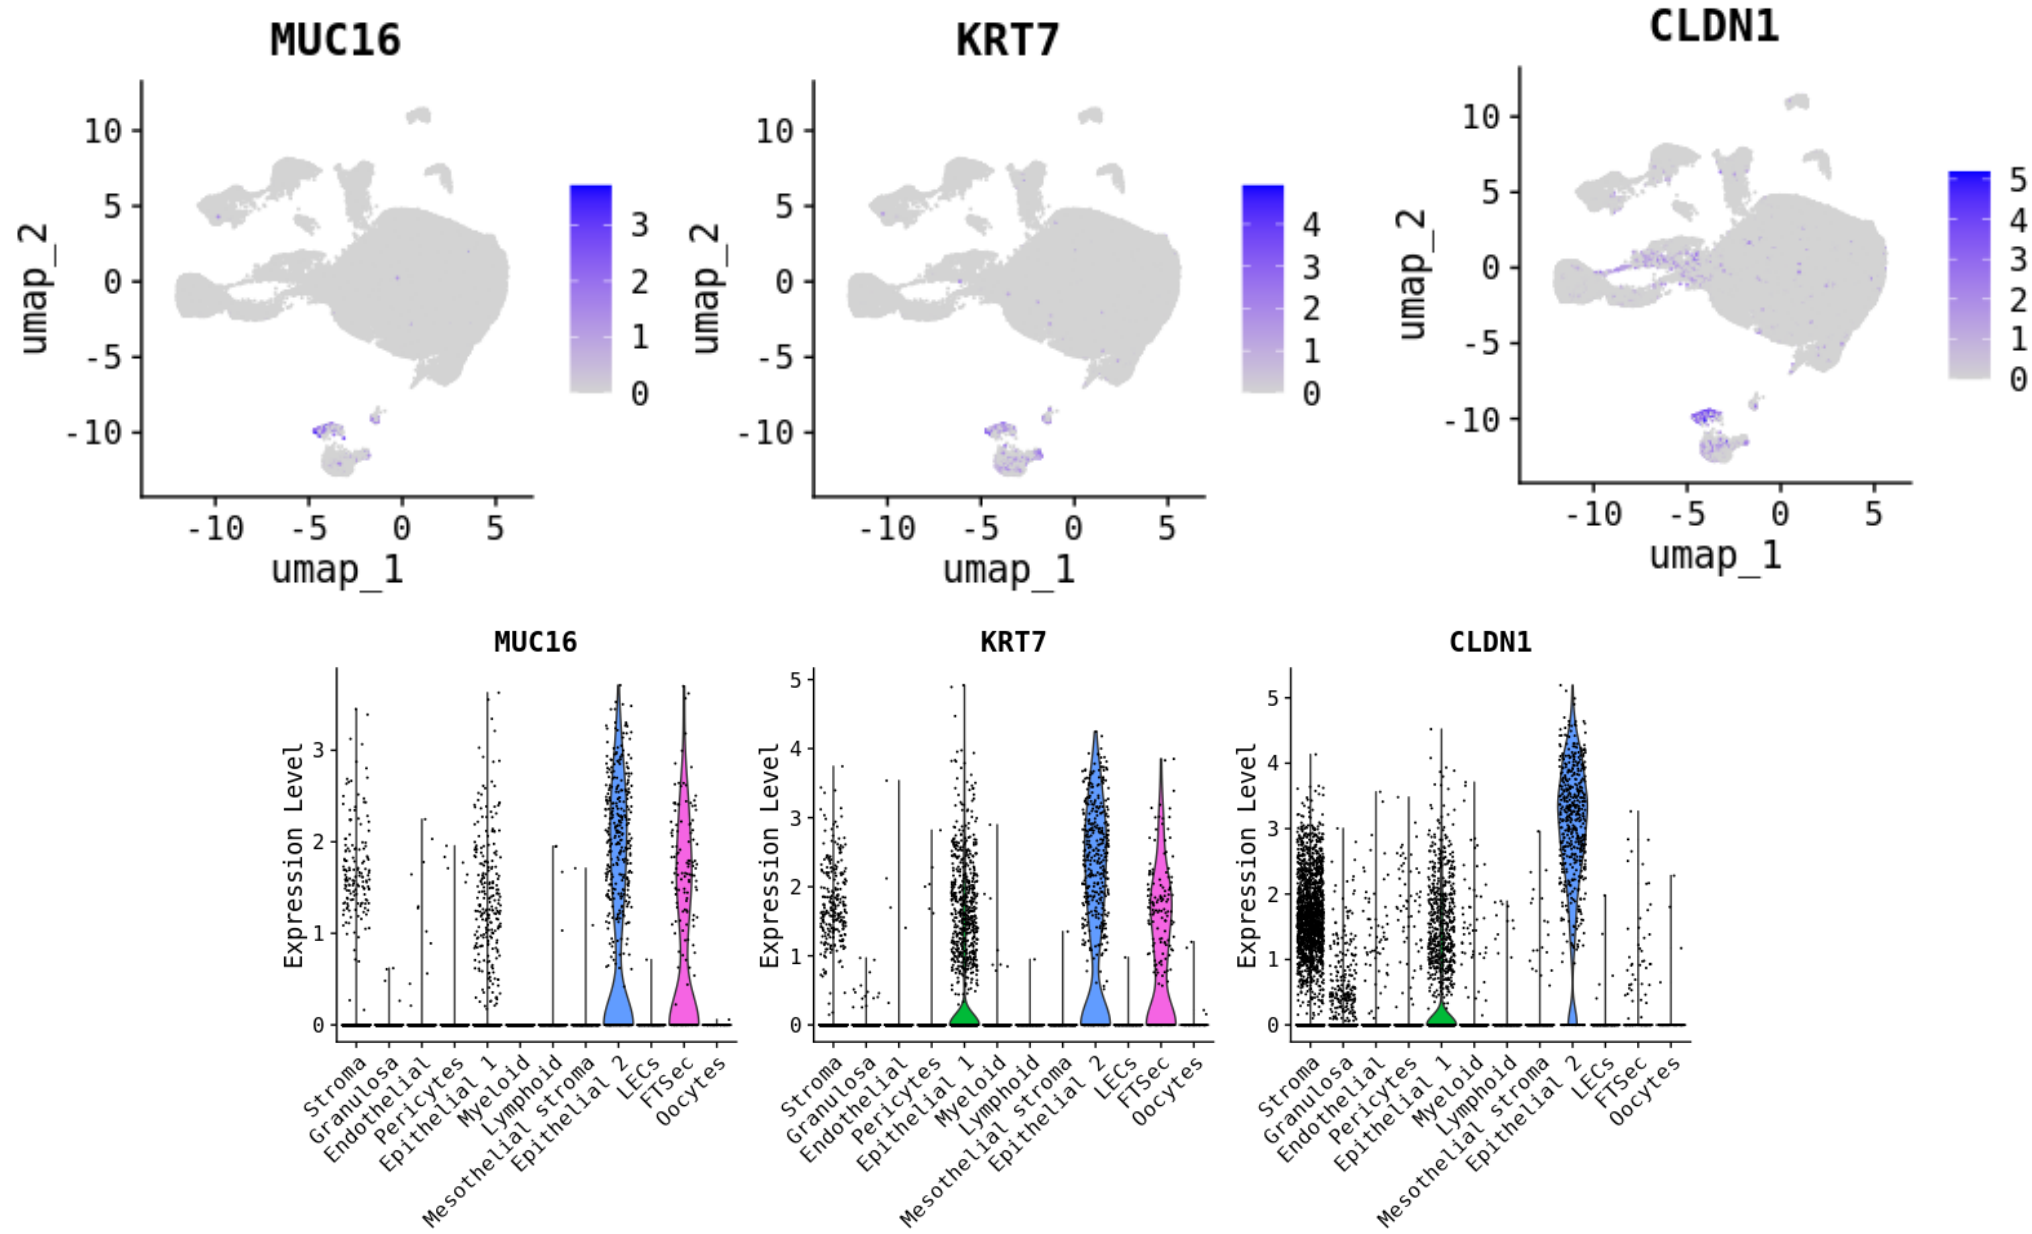 MUC16
KRT7
CLDN1
umap_2
10
5
0
-5
-10
3
2
1
0
-10
-5
0
5
umap_1
umap_2
10
5
0
-5
-10
4
3
2
1
0
-10
-5
0
5
umap_1
umap_2
10
5
0
-5
-10
5
4
3
2
1
0
-10
-5
0
5
umap_1
MUC16
Expression Level
3
2
1
0
Stroma
Granulosa
Endothelial
Pericytes
Epithelial 1
Myeloid
Lymphoid
Mesothelial stroma
Epithelial 2
LECs
FTSec
Oocytes
KRT7
Expression Level
5
4
3
2
1
0
Stroma
Granulosa
Endothelial
Pericytes
Epithelial 1
Myeloid
Lymphoid
Mesothelial stroma
Epithelial 2
LECs
FTSec
Oocytes
CLDN1
Expression Level
5
4
3
2
1
0
Stroma
Granulosa
Endothelial
Pericytes
Epithelial 1
Myeloid
Lymphoid
Mesothelial stroma
Epithelial 2
LECs
FTSec
Oocytes